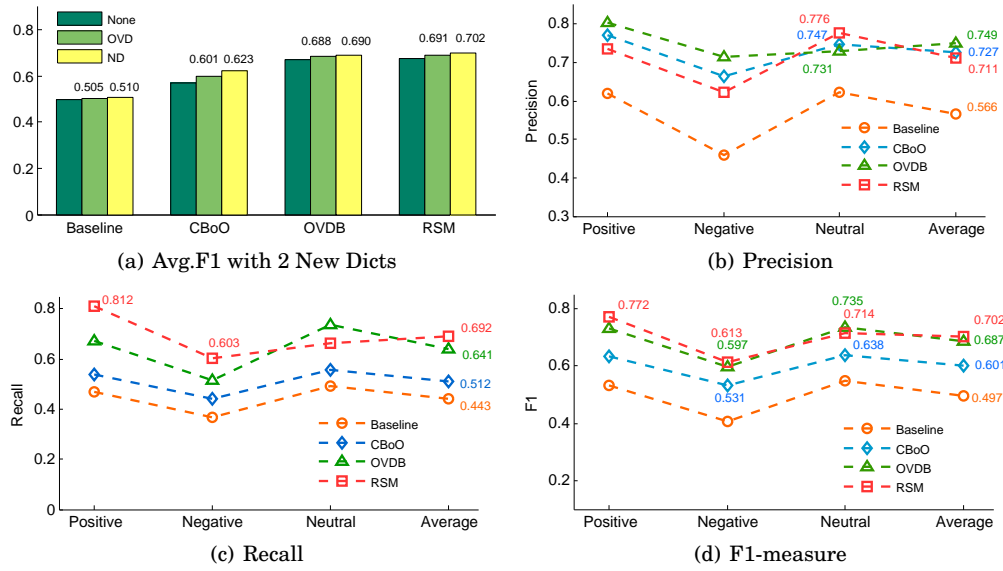 0.8
0.6
0.4
0.2
0
None
OVD
ND
0.505 0.510
0.601 0.623
0.688 0.690
0.691 0.702
Baseline CBoO OVDB RSM
(a) Avg.F1 with 2 New Dicts
Precision
0.8
0.7
0.6
0.5
0.4
0.3
0.776
0.747
0.731
0.749
0.727
0.711
0.566
Baseline
CBoO
OVDB
RSM
Positive Negative Neutral Average
(b) Precision
Recall
0.8
0.6
0.4
0.2
0
0.812
0.603
0.692
0.641
0.512
0.443
Baseline
CBoO
OVDB
RSM
Positive Negative Neutral Average
(c) Recall
F1
0.8
0.6
0.4
0.2
0.772
0.613
0.597
0.531
0.735
0.714
0.638
0.702
0.687
0.601
0.497
Baseline
CBoO
OVDB
RSM
Positive Negative Neutral Average
(d) F1-measure